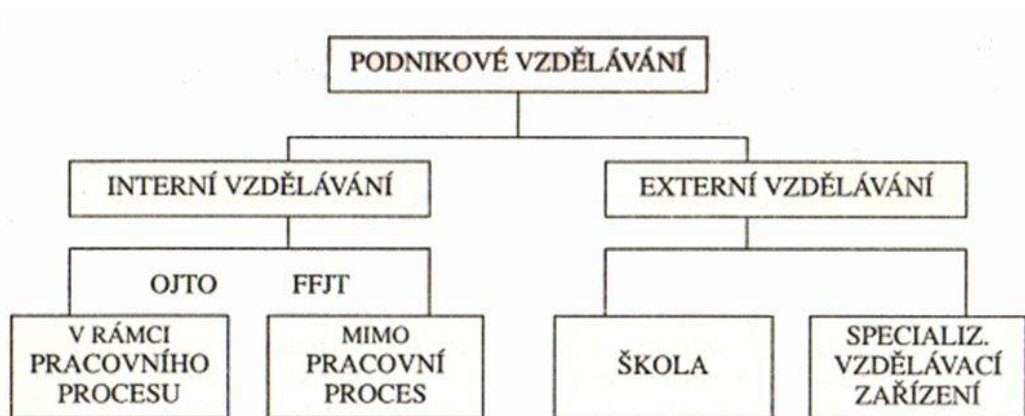 PODNIKOVÉ VZDĚLÁVÁNÍ
INTERNÍ VZDĚLÁVÁNÍ
EXTERNÍ VZDĚLÁVÁNÍ
OJTO
FFJT
V RÁMCI
PRACOVNÍHO
PROCESU
MIMO
PRACOVNÍ
PROCES
ŠKOLA
SPECIALIZ.
VZDĚLÁVACÍ
ZAŘÍZENÍ